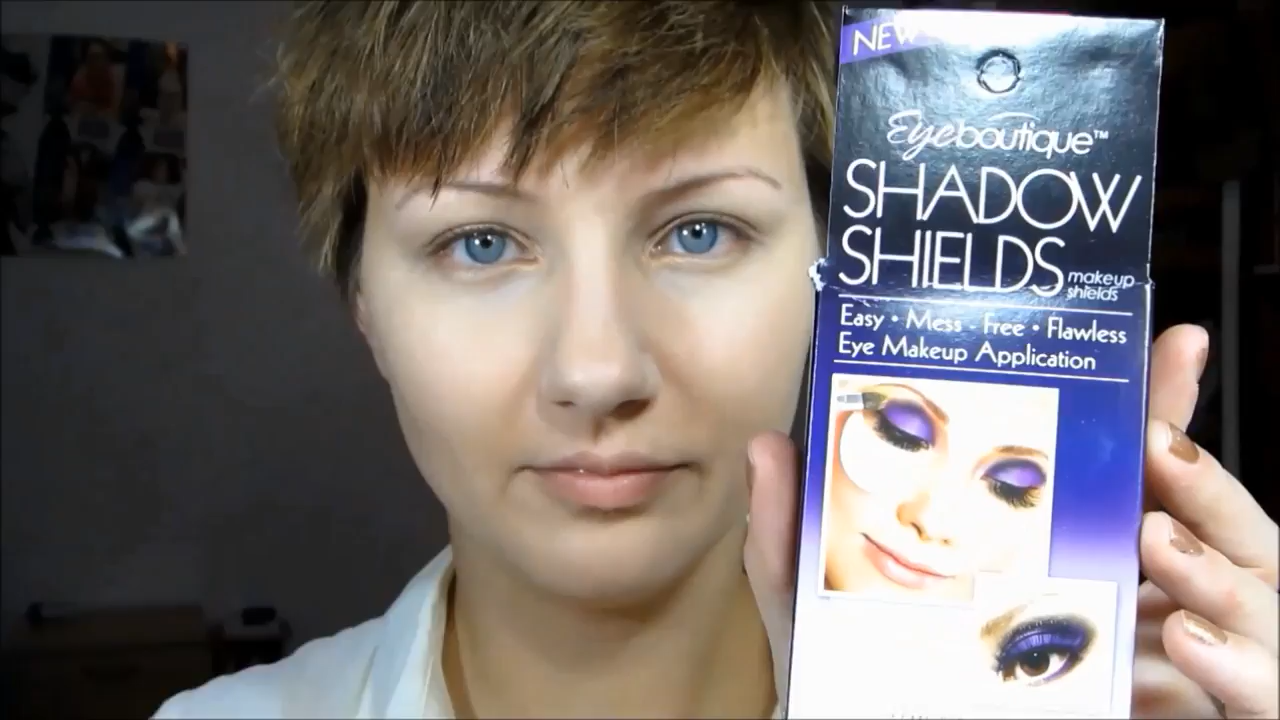 NEW
Eyeboutique™
SHADOW
SHIELDS
makeup
shields
Easy • Mess - Free • Flawless
Eye Makeup Application